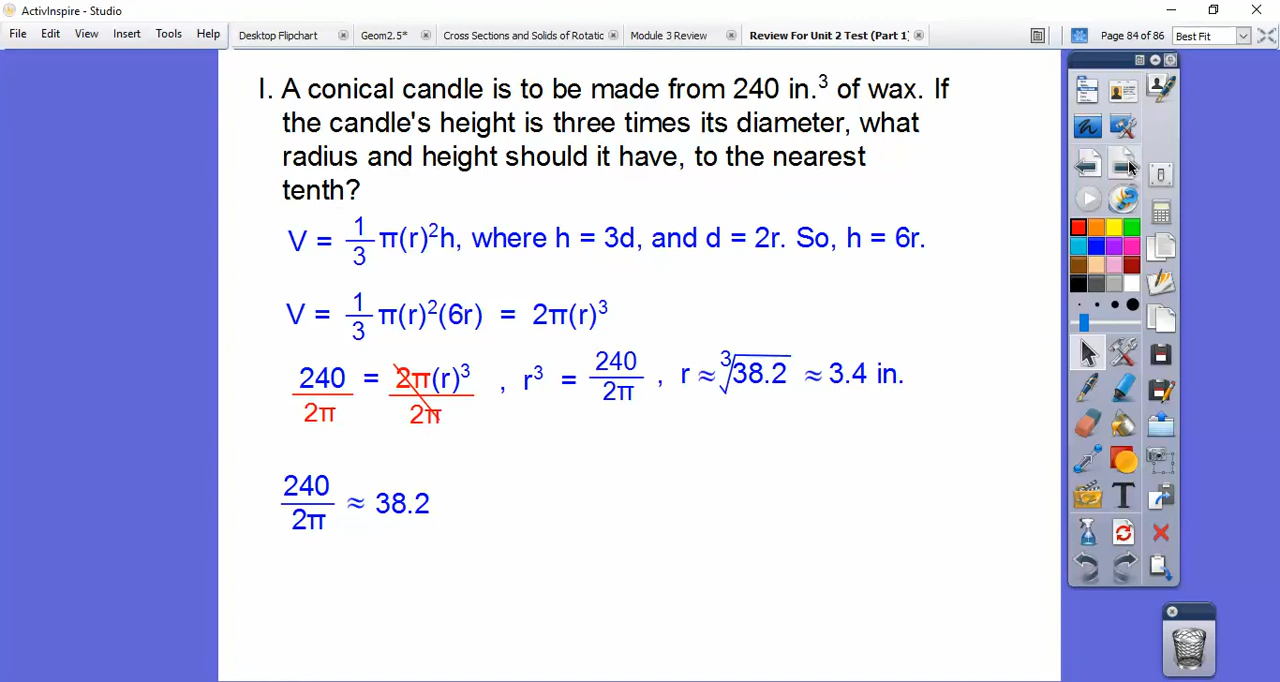 ActivInspire - Studio
File Edit View Insert Tools Help
Desktop Flipchart Geom2.5* Cross Sections and Solids of Rotatic Module 3 Review Review For Unit 2 Test (Part 1)
Page 84 of 86 Best Fit
I. A conical candle is to be made from 240 in.³ of wax. If
the candle's height is three times its diameter, what
radius and height should it have, to the nearest
tenth?
V = 1/3 π(r)²h, where h = 3d, and d = 2r. So, h = 6r.
V = 1/3 π(r)²(6r) = 2π(r)³
240/2π = 2π(r)³/2π , r³ = 240/2π , r ≈ ∛38.2 ≈ 3.4 in.
240/2π ≈ 38.2
T